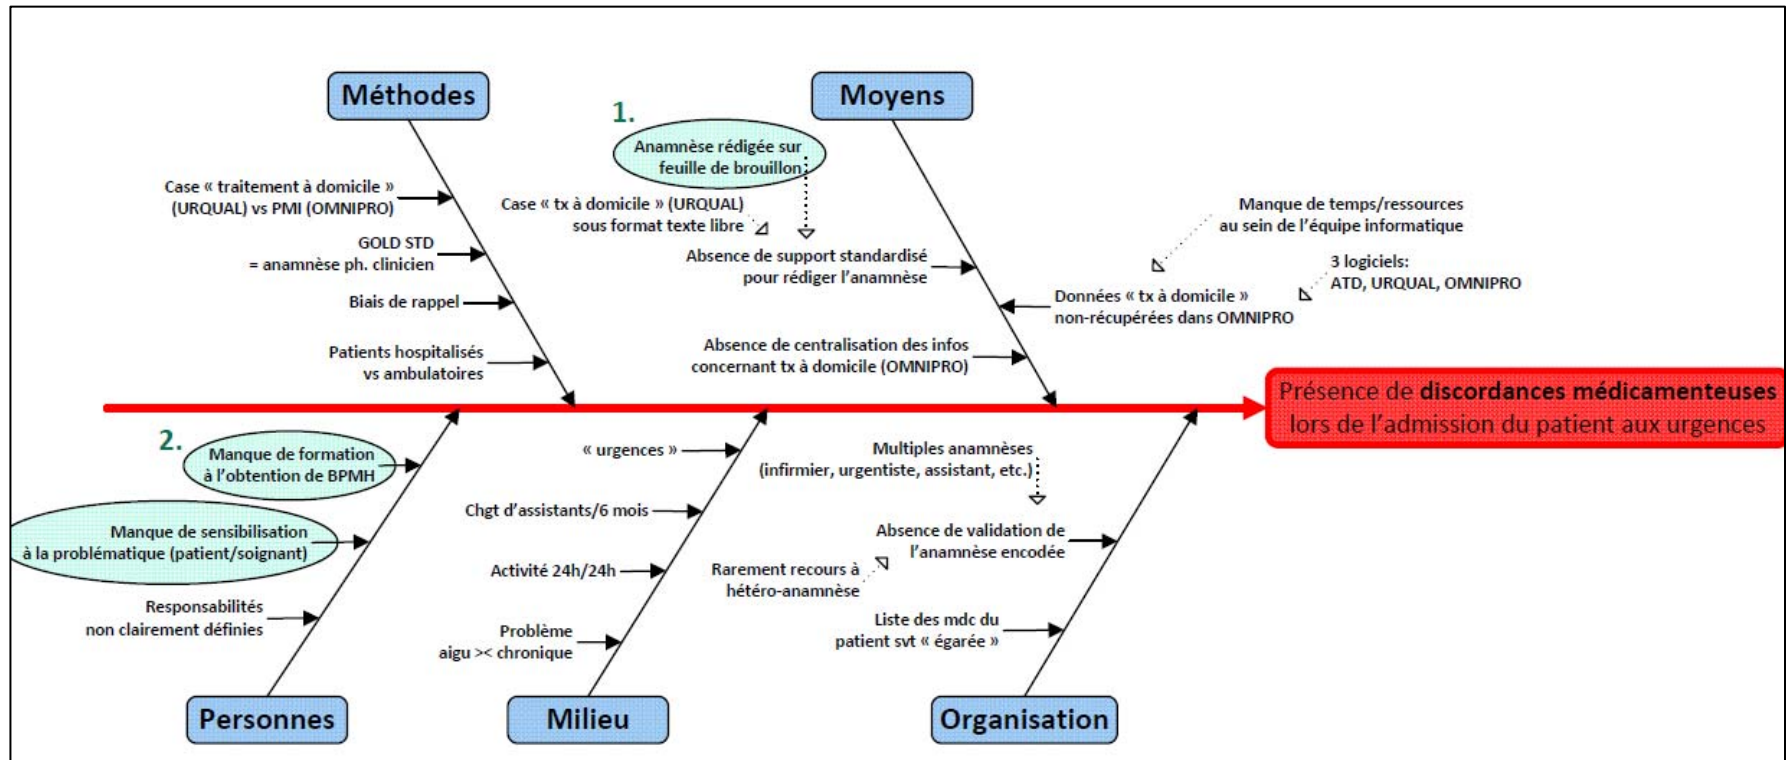 Méthodes
Case « traitement à domicile »
(URQUAL) vs PMI (OMNIPRO)
GOLD STD
= anamnèse ph. clinicien
Biais de rappel
Patients hospitalisés
vs ambulatoires
Moyens
1.
Anamnèse rédigée sur
feuille de brouillon
Case « tx à domicile » (URQUAL)
sous format texte libre
Absence de support standardisé
pour rédiger l’anamnèse
Absence de centralisation des infos
concernant tx à domicile (OMNIPRO)
Manque de temps/ressources
au sein de l’équipe informatique
3 logiciels:
ATD, URQUAL, OMNIPRO
Données « tx à domicile »
non-récupérées dans OMNIPRO
Présence de discordances médicamenteuses
lors de l’admission du patient aux urgences
2.
Manque de formation
à l’obtention de BPMH
Manque de sensibilisation
à la problématique (patient/soignant)
Responsabilités
non clairement définies
Personnes
« urgences »
Chgt d’assistants/6 mois
Activité 24h/24h
Problème
aigu >< chronique
Milieu
Multiples anamnèses
(infirmier, urgentiste, assistant, etc.)
Absence de validation de
l’anamnèse encodée
Rarement recours à
hétéro-anamnèse
Liste des mdc du
patient svt « égarée »
Organisation